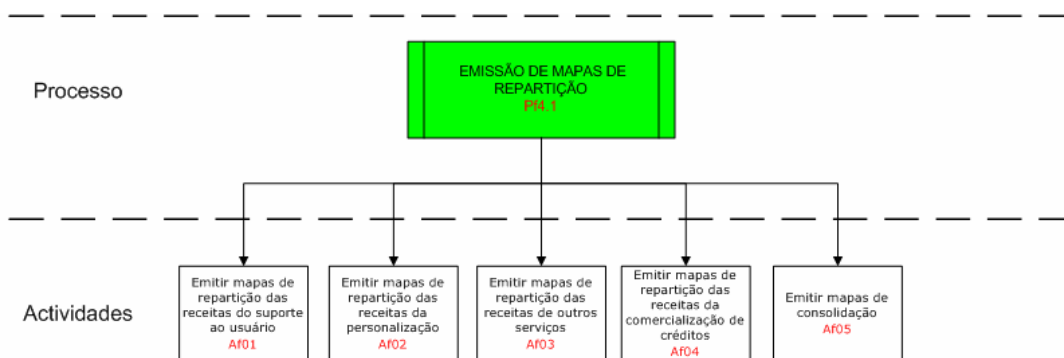 Processo
EMISSÃO DE MAPAS DE
REPARTIÇÃO
Pf4.1
Actividades
Emitir mapas de
repartição das
receitas do suporte
ao usuário
Af01
Emitir mapas de
repartição das
receitas da
personalização
Af02
Emitir mapas de
repartição das
receitas de outros
serviços
Af03
Emitir mapas de
repartição das
receitas da
comercialização de
créditos
Af04
Emitir mapas de
consolidação
Af05